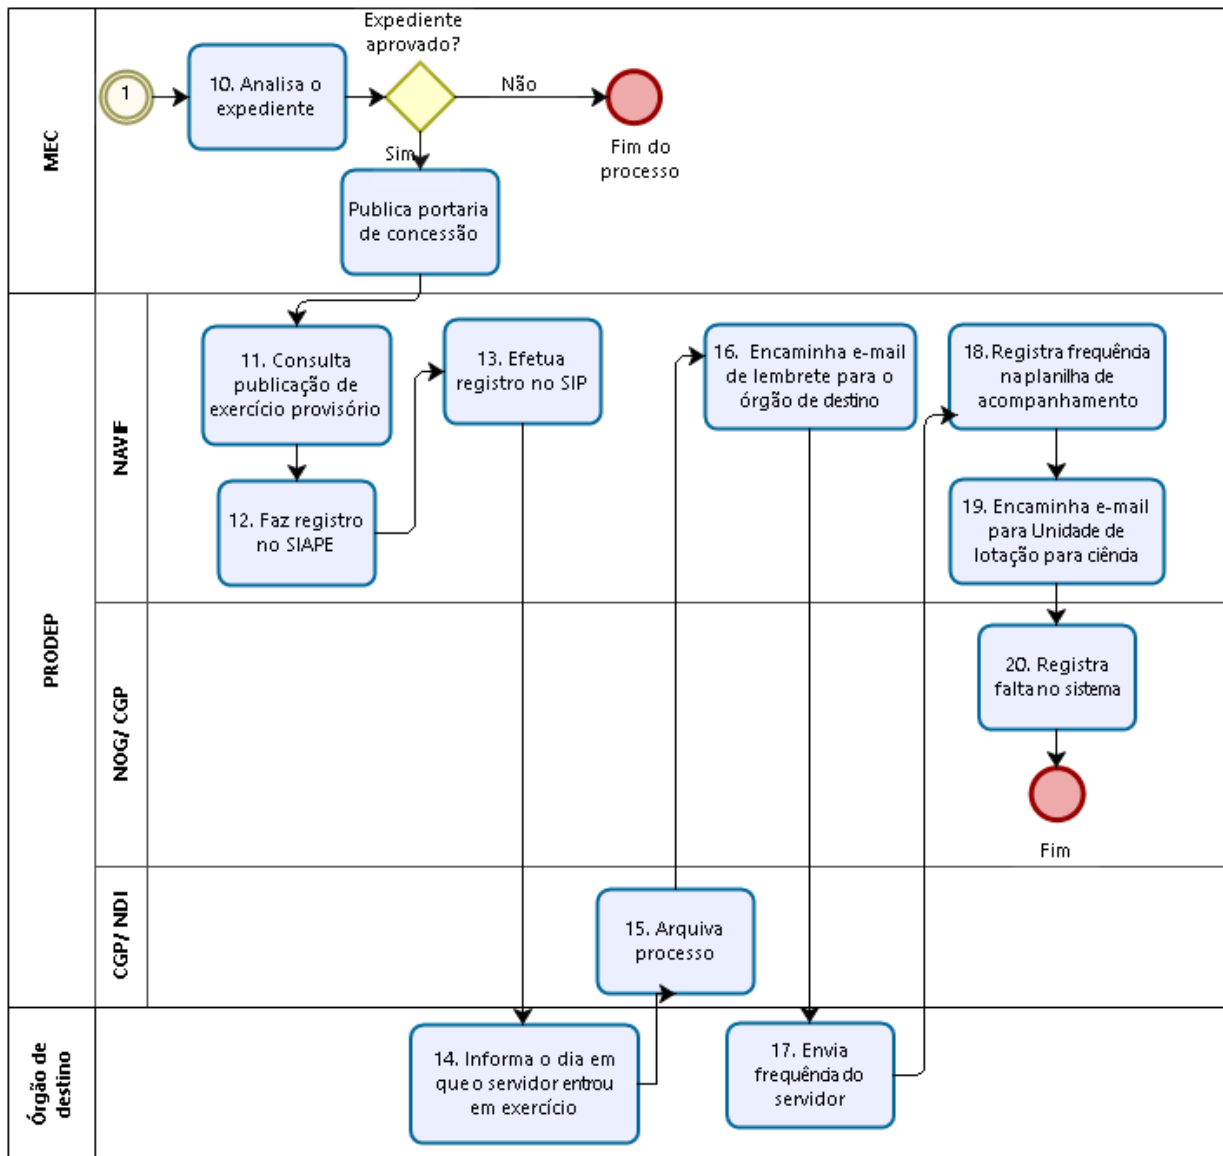 MEC
1
10. Analisa o
expediente
Expediente
aprovado?
Não
Fim do
processo
Sim
Publica portaria
de concessão
PRODEP
NAVIF
11. Consulta
publicação de
exercício provisório
12. Faz registro
no SIAPE
13. Efetua
registro no SIP
16. Encaminha e-mail
de lembrete para o
órgão de destino
18. Registra frequência
na planilha de
acompanhamento
19. Encaminha e-mail
para Unidade de
lotação para ciência
NOG/ CGP
20. Registra
falta no sistema
Fim
CGP/ NDI
15. Arquiva
processo
Órgão de
destino
14. Informa o dia em
que o servidor entrou
em exercício
17. Envia
frequência do
servidor